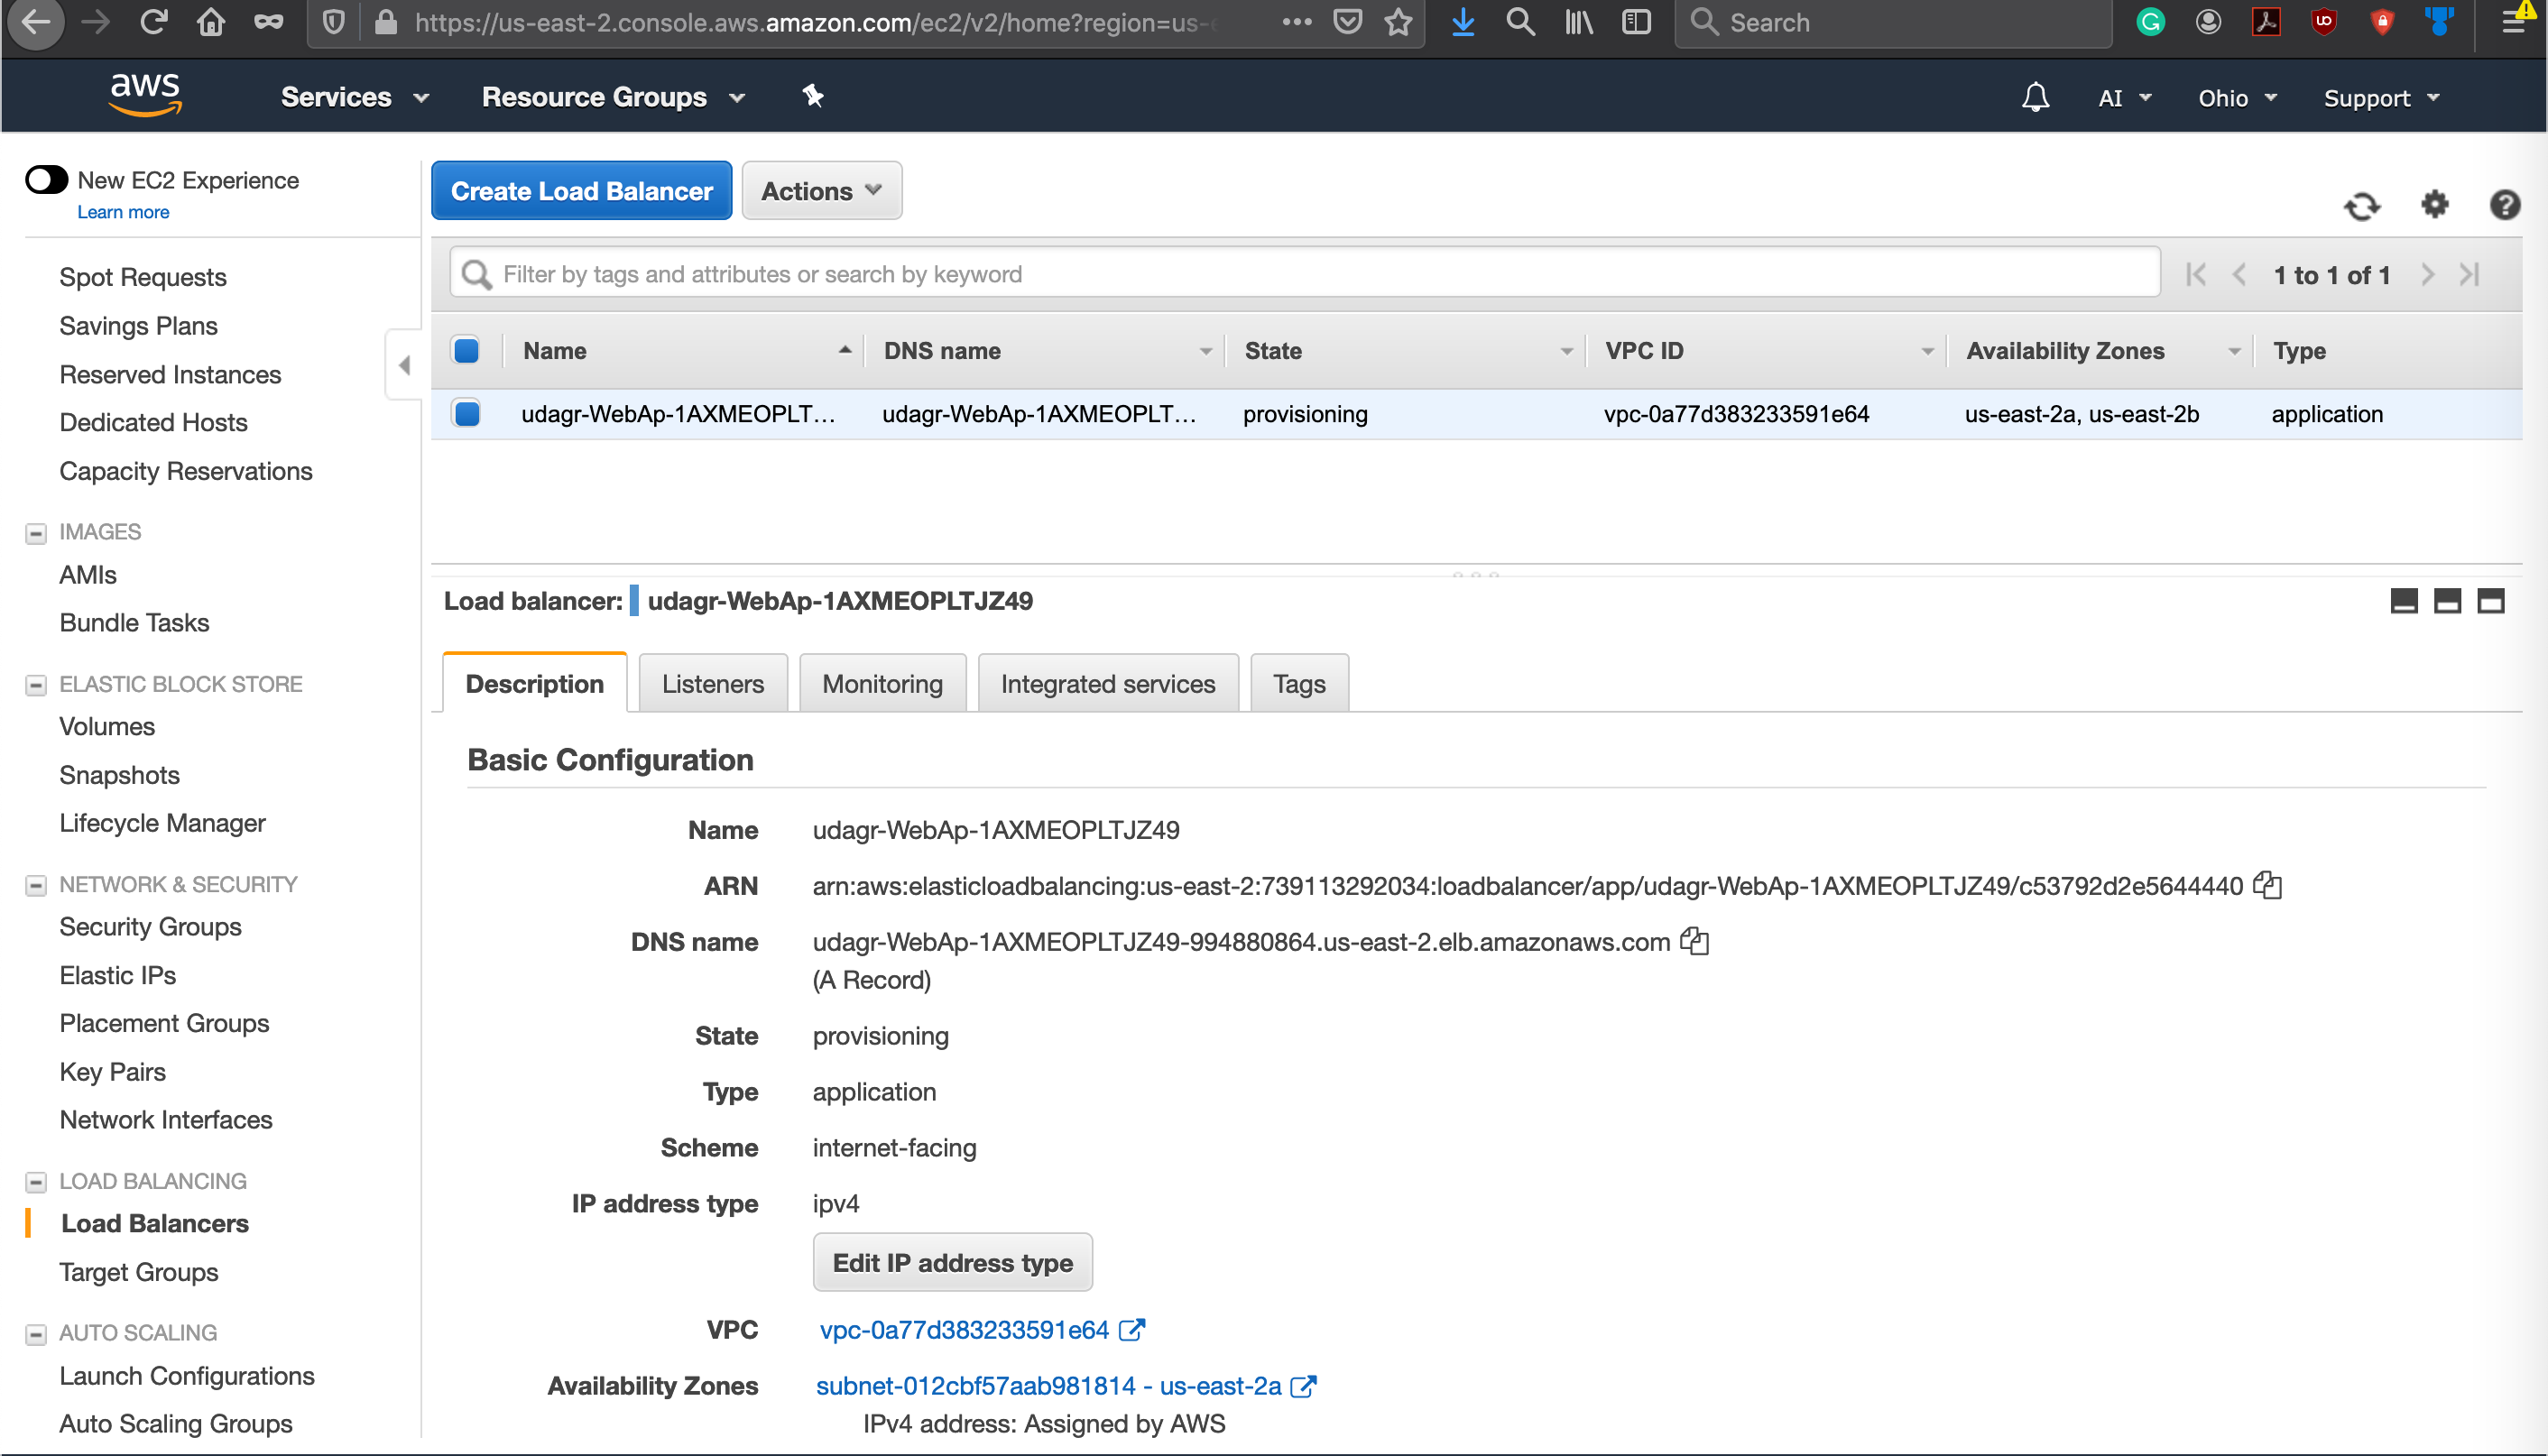 https://us-east-2.console.aws.amazon.com/ec2/v2/home?region=us-
Search
aws
Services
Resource Groups
AI
Ohio
Support
New EC2 Experience
Learn more
Spot Requests
Savings Plans
Reserved Instances
Dedicated Hosts
Capacity Reservations
IMAGES
AMIs
Bundle Tasks
ELASTIC BLOCK STORE
Volumes
Snapshots
Lifecycle Manager
NETWORK & SECURITY
Security Groups
Elastic IPs
Placement Groups
Key Pairs
Network Interfaces
LOAD BALANCING
Load Balancers
Target Groups
AUTO SCALING
Launch Configurations
Auto Scaling Groups
Create Load Balancer
Actions
Filter by tags and attributes or search by keyword
1 to 1 of 1
Name DNS name State VPC ID Availability Zones Type
udagr-WebAp-1AXMEOPLT... udagr-WebAp-1AXMEOPLT... provisioning vpc-0a77d383233591e64 us-east-2a, us-east-2b application
Load balancer: udagr-WebAp-1AXMEOPLTJZ49
Description Listeners Monitoring Integrated services Tags
Basic Configuration
Name udagr-WebAp-1AXMEOPLTJZ49
ARN arn:aws:elasticloadbalancing:us-east-2:739113292034:loadbalancer/app/udagr-WebAp-1AXMEOPLTJZ49/c53792d2e5644440
DNS name udagr-WebAp-1AXMEOPLTJZ49-994880864.us-east-2.elb.amazonaws.com
(A Record)
State provisioning
Type application
Scheme internet-facing
IP address type ipv4
Edit IP address type
VPC vpc-0a77d383233591e64
Availability Zones subnet-012cbf57aab981814 - us-east-2a
IPv4 address: Assigned by AWS